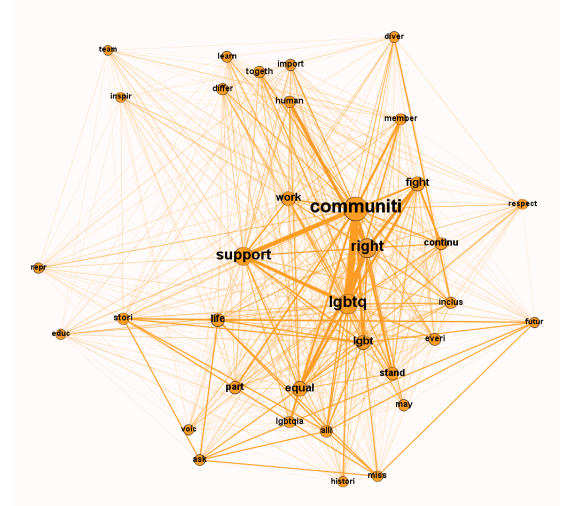 diver
team
learn
import
togeth
differ
inspir
human
member
fight
work
communiti
respect
right
continu
support
repr
inclus
stori
life
lgbtq
futur
educ
lgbt
everi
stand
part
equal
may
lgbtqia
voic
alli
ask
miss
histori